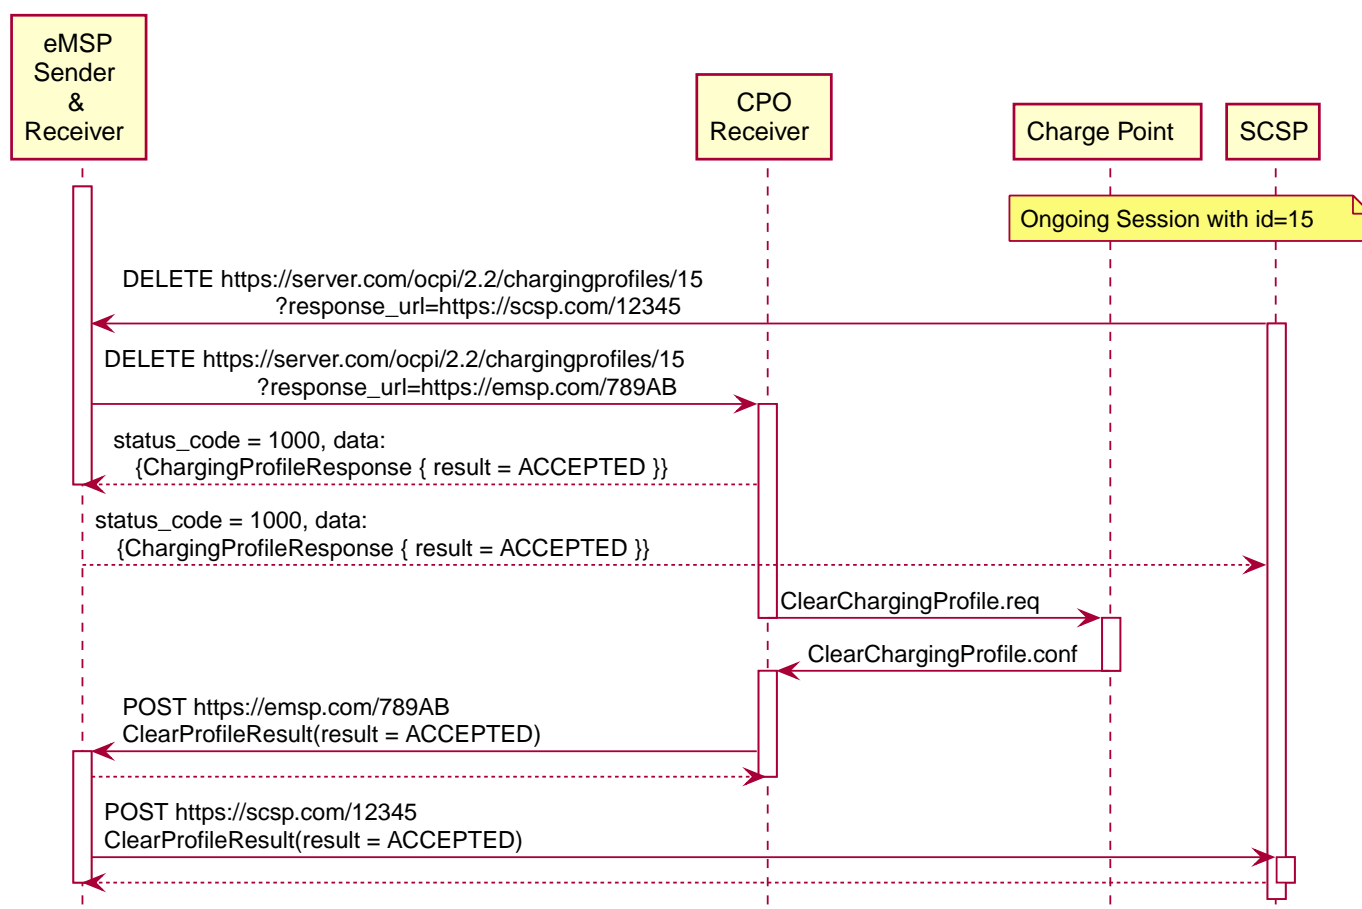 eMSP
Sender
&
Receiver
CPO
Receiver
Charge Point
SCSP
Ongoing Session with id=15
DELETE https://server.com/ocpi/2.2/chargingprofiles/15
?response_url=https://scsp.com/12345
DELETE https://server.com/ocpi/2.2/chargingprofiles/15
?response_url=https://emsp.com/789AB
status_code = 1000, data:
{ChargingProfileResponse { result = ACCEPTED }}
status_code = 1000, data:
{ChargingProfileResponse { result = ACCEPTED }}
ClearChargingProfile.req
ClearChargingProfile.conf
POST https://emsp.com/789AB
ClearProfileResult(result = ACCEPTED)
POST https://scsp.com/12345
ClearProfileResult(result = ACCEPTED)